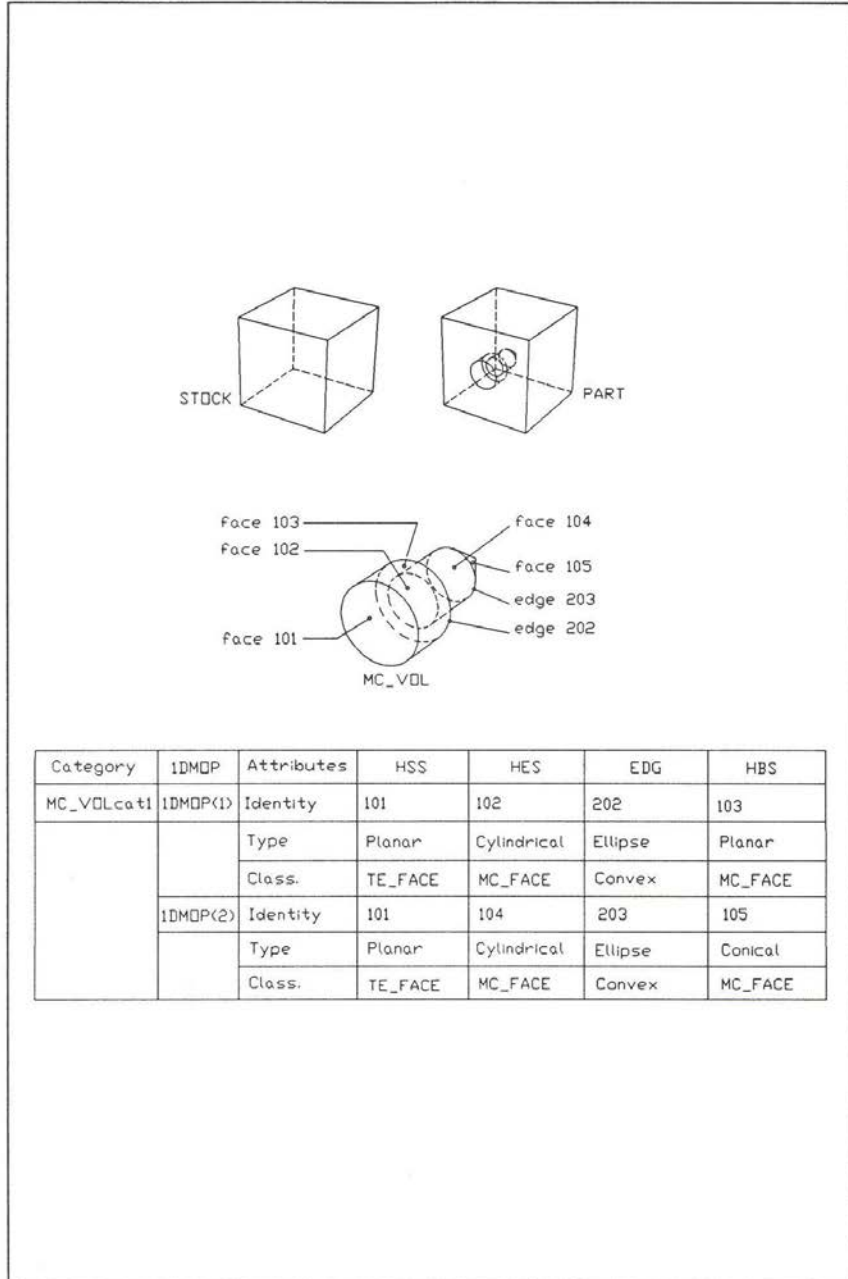 STOCK
PART
face 103
face 104
face 102
face 105
edge 203
face 101
edge 202
MC_VOL
Category 1DMOP Attributes HSS HES EDG HBS
MC_VOLcat1 1DMOP(1) Identity 101 102 202 103
Type Planar Cylindrical Ellipse Planar
Class. TE_FACE MC_FACE Convex MC_FACE
1DMOP(2) Identity 101 104 203 105
Type Planar Cylindrical Ellipse Conical
Class. TE_FACE MC_FACE Convex MC_FACE